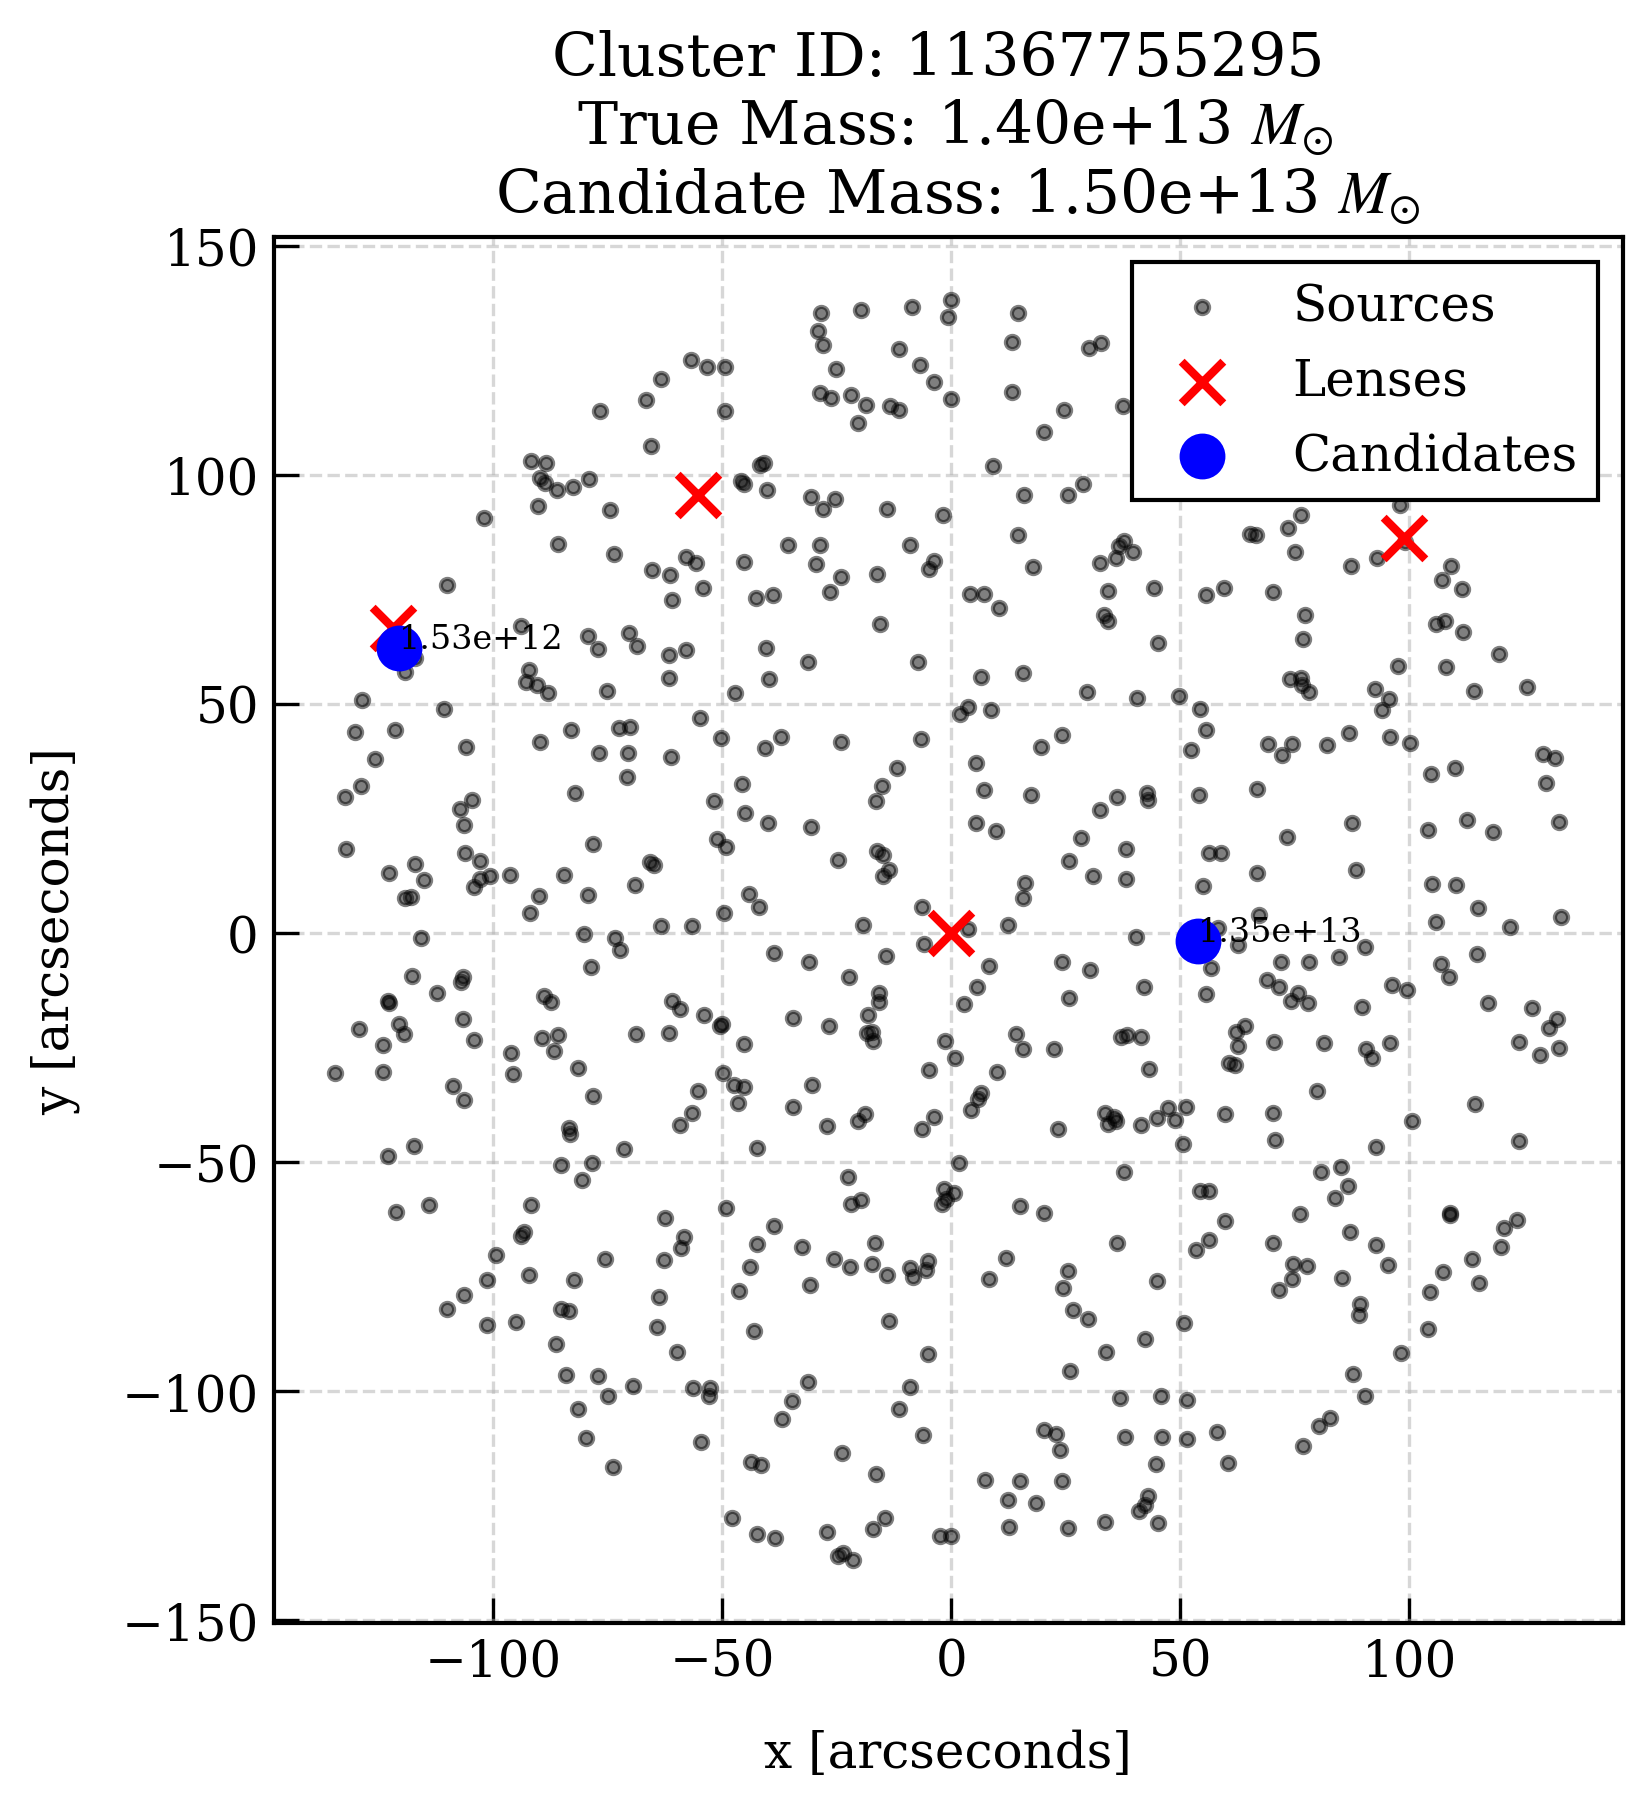 Cluster ID: 11367755295
True Mass: 1.40e+13 M☉
Candidate Mass: 1.50e+13 M☉
Sources
Lenses
Candidates
1.53e+12
1.35e+13
150
100
50
0
−50
−100
−150
−100
−50
0
50
100
x [arcseconds]
y [arcseconds]